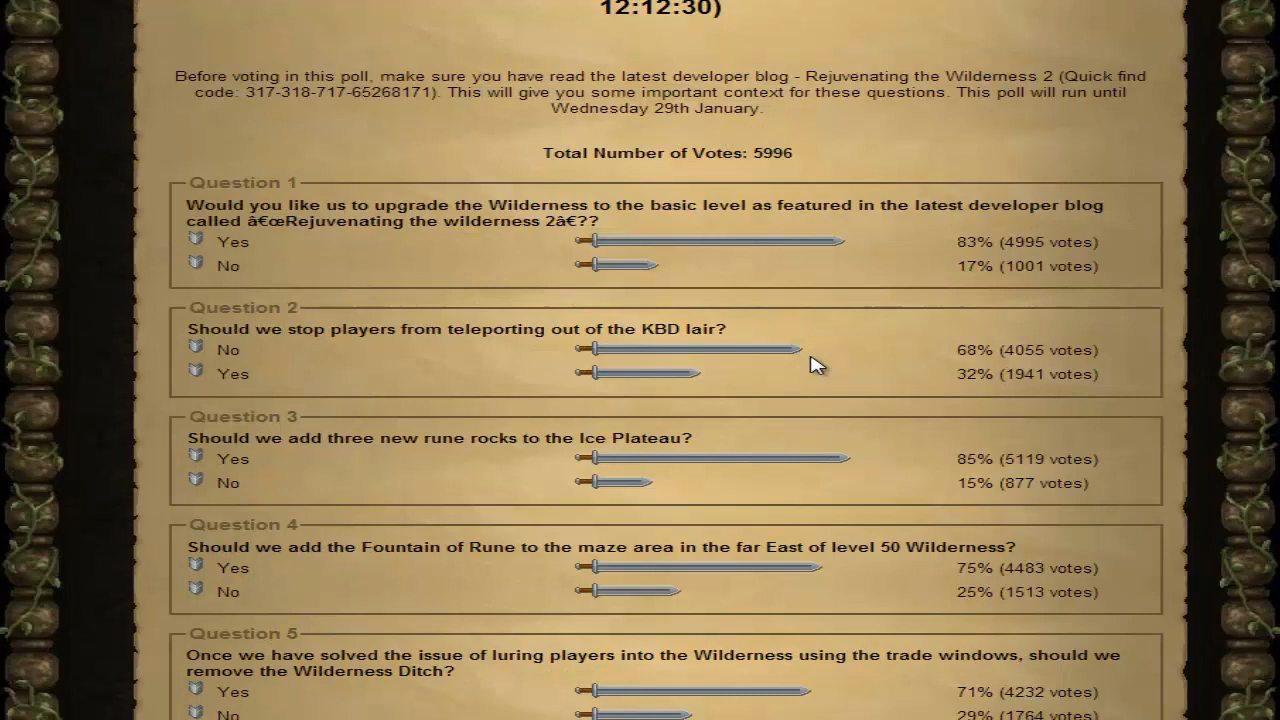 12:12:30)
Before voting in this poll, make sure you have read the latest developer blog - Rejuvenating the Wilderness 2 (Quick find
code: 317-318-717-65268171). This will give you some important context for these questions. This poll will run until
Wednesday 29th January.
Total Number of Votes: 5996
Question 1
Would you like us to upgrade the Wilderness to the basic level as featured in the latest developer blog
called â€œRejuvenating the wilderness 2â€??
Yes 83% (4995 votes)
No 17% (1001 votes)
Question 2
Should we stop players from teleporting out of the KBD lair?
No 68% (4055 votes)
Yes 32% (1941 votes)
Question 3
Should we add three new rune rocks to the Ice Plateau?
Yes 85% (5119 votes)
No 15% (877 votes)
Question 4
Should we add the Fountain of Rune to the maze area in the far East of level 50 Wilderness?
Yes 75% (4483 votes)
No 25% (1513 votes)
Question 5
Once we have solved the issue of luring players into the Wilderness using the trade windows, should we
remove the Wilderness Ditch?
Yes 71% (4232 votes)
No 29% (1764 votes)